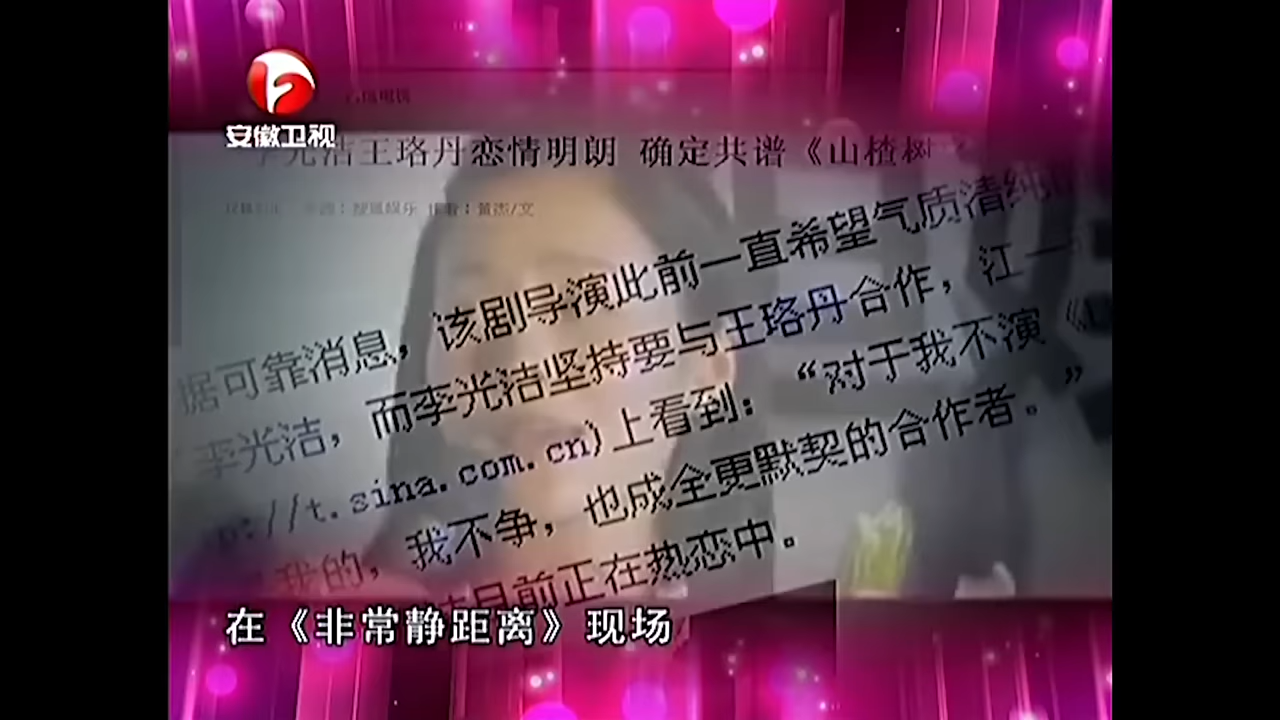 安徽卫视
李光洁王珞丹恋情明朗 确定共谱《山楂树
据可靠消息，该剧导演此前一直希望气质清纯
李光洁，而李光洁坚持要与王珞丹合作，江一
://t.sina.com.cn)上看到：“对于我不演《
我的，我不争，也成全更默契的合作者。”
目前正在热恋中。
在《非常静距离》现场